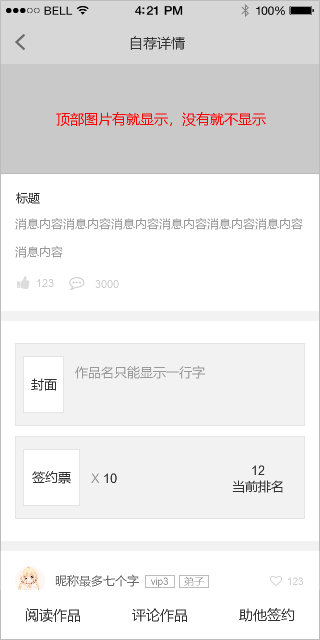 BELL 4:21 PM 100%
自荐详情
顶部图片有就显示，没有就不显示
标题
消息内容消息内容消息内容消息内容消息内容消息内容
消息内容
123 3000
封面 作品名只能显示一行字
签约票 X 10 12
当前排名
昵称最多七个字 vip3 弟子 123
阅读作品 评论作品 助他签约